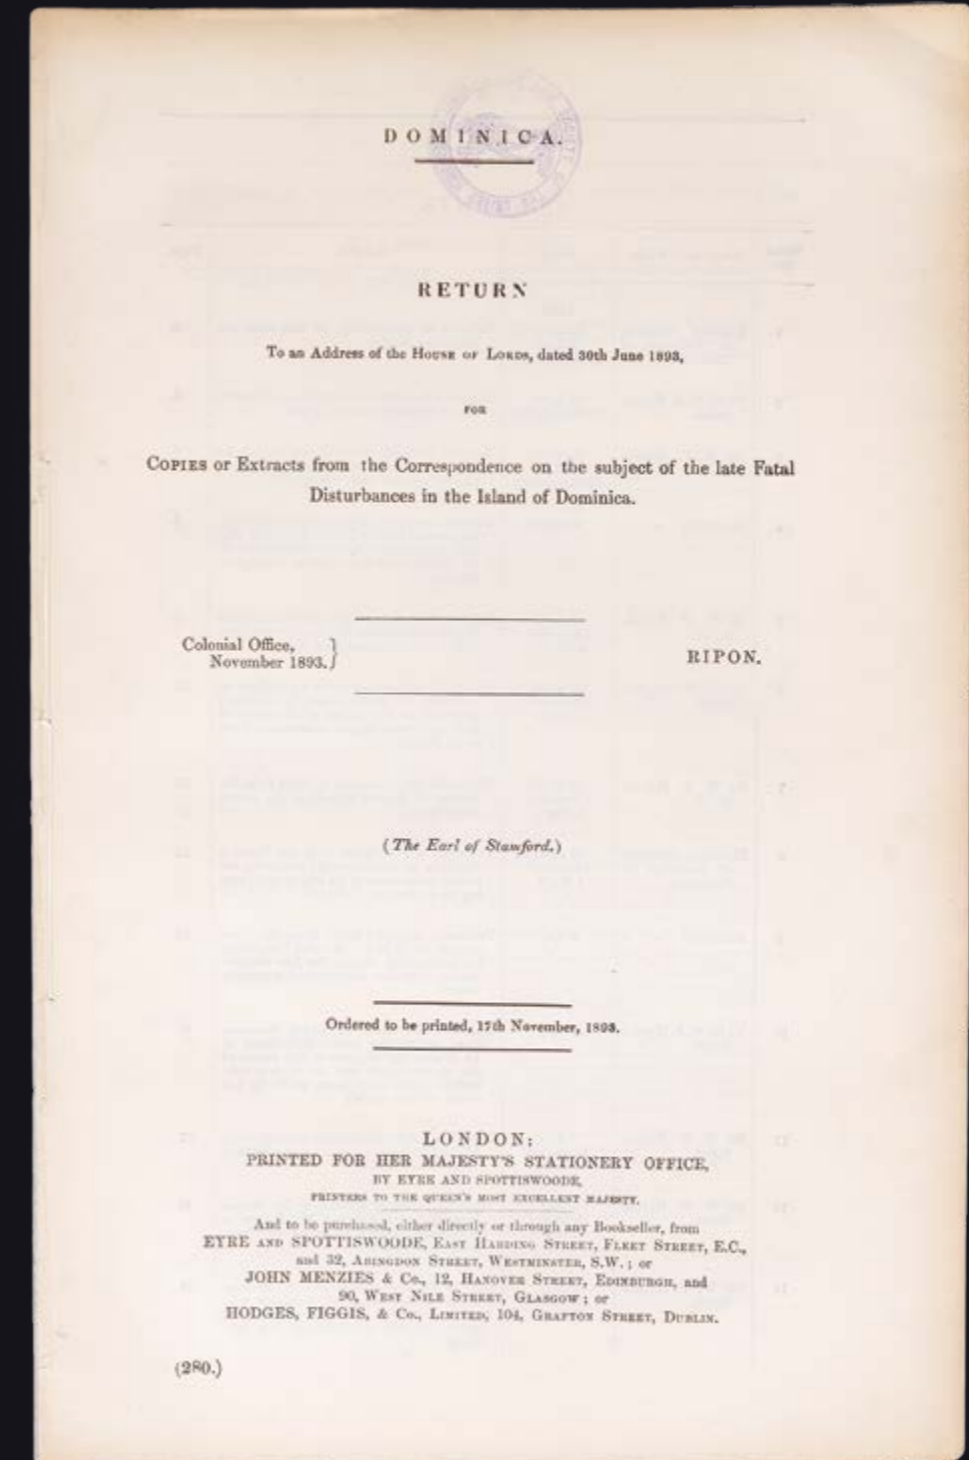 DOMINICA.
RETURN
To an Address of the HOUSE OF LORDS, dated 30th June 1893,
FOR
COPIES or Extracts from the Correspondence on the subject of the late Fatal
Disturbances in the Island of Dominica.
Colonial Office, }
November 1893. RIPON.
(The Earl of Stamford.)
Ordered to be printed, 17th November, 1893.
LONDON:
PRINTED FOR HER MAJESTY'S STATIONERY OFFICE,
BY EYRE AND SPOTTISWOODE,
PRINTERS TO THE QUEEN'S MOST EXCELLENT MAJESTY.
And to be purchased, either directly or through any Bookseller, from
EYRE AND SPOTTISWOODE, EAST HARDING STREET, FLEET STREET, E.C.,
and 32, ABINGDON STREET, WESTMINSTER, S.W.; or
JOHN MENZIES & Co., 12, HANOVER STREET, EDINBURGH, and
90, WEST NILE STREET, GLASGOW; or
HODGES, FIGGIS, & Co., LIMITED, 104, GRAFTON STREET, DUBLIN.
(280.)